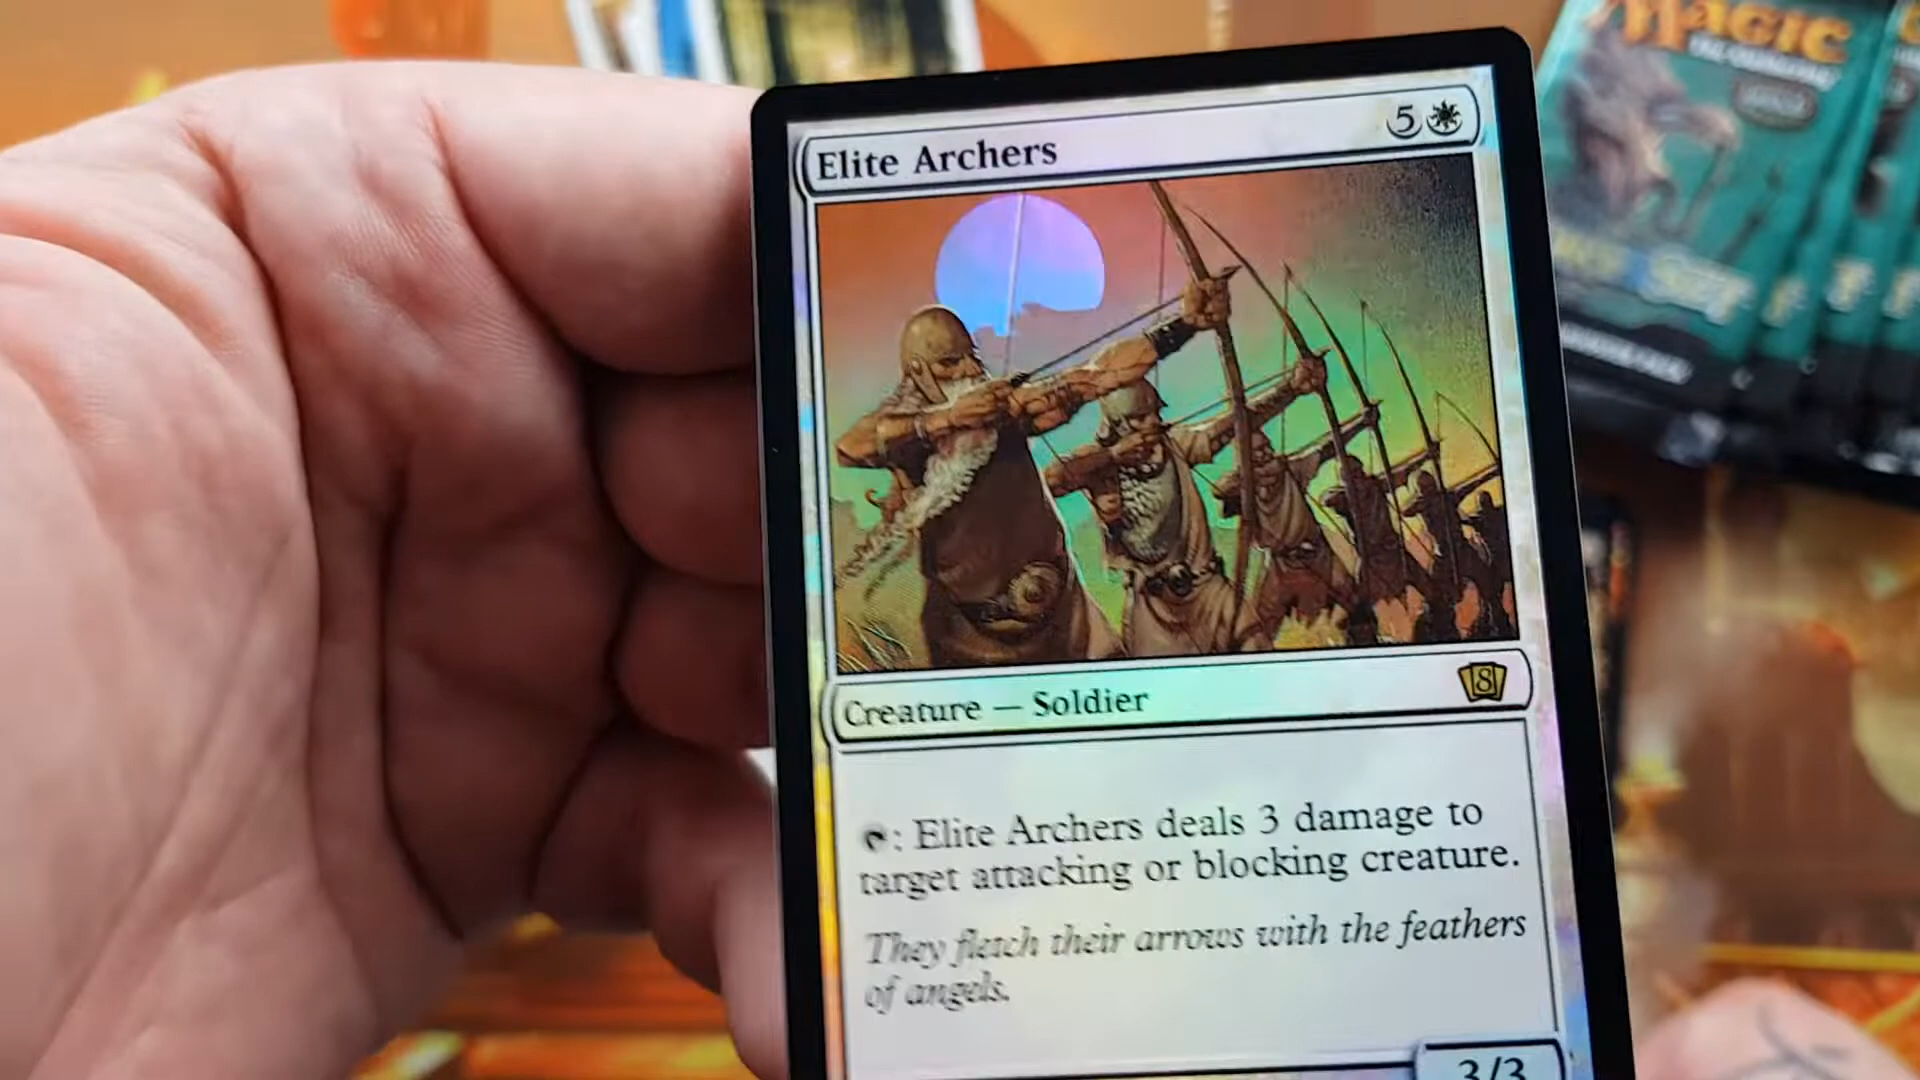 MAGIC
Elite Archers
5
Creature — Soldier
8
: Elite Archers deals 3 damage to
target attacking or blocking creature.
They fletch their arrows with the feathers
of angels.
3/3